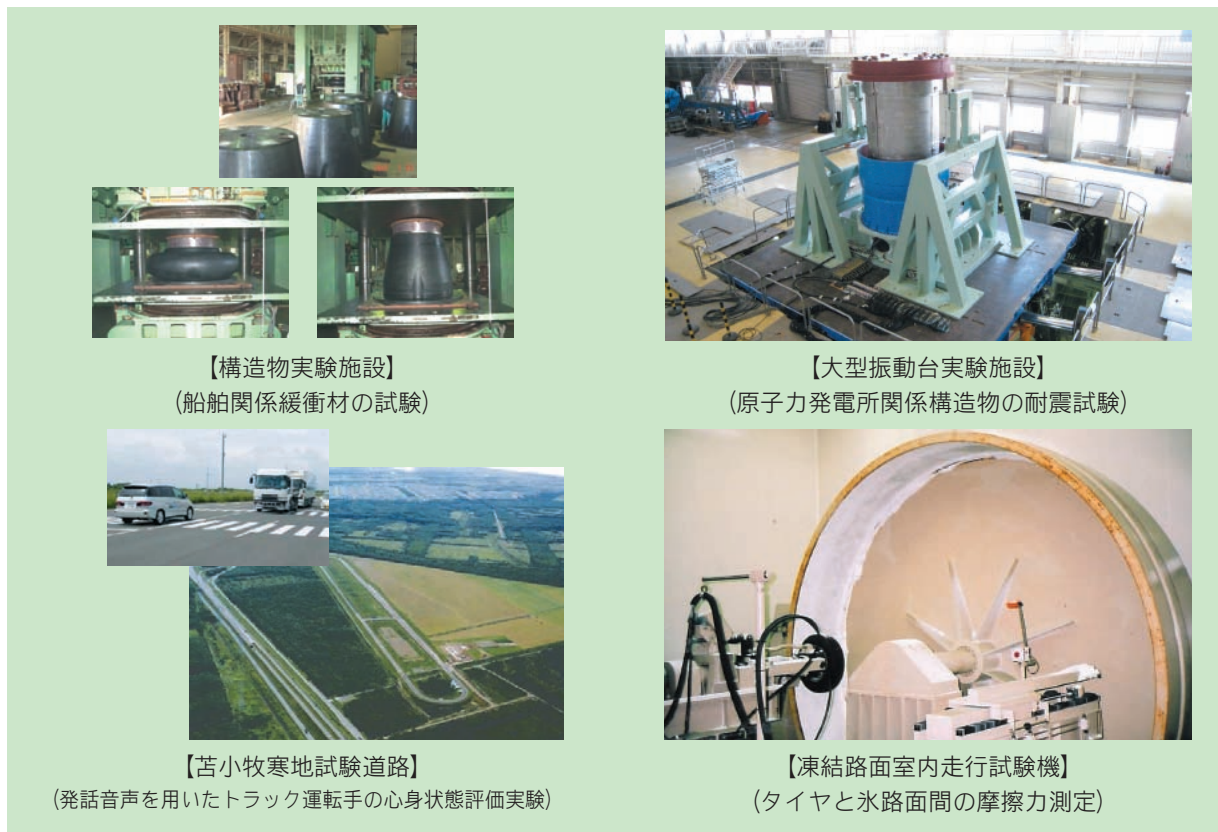 【構造物実験施設】
(船舶関係緩衝材の試験)
【大型振動台実験施設】
(原子力発電所関係構造物の耐震試験)
【苫小牧寒地試験道路】
(発話音声を用いたトラック運転手の心身状態評価実験)
【凍結路面室内走行試験機】
(タイヤと氷路面間の摩擦力測定)